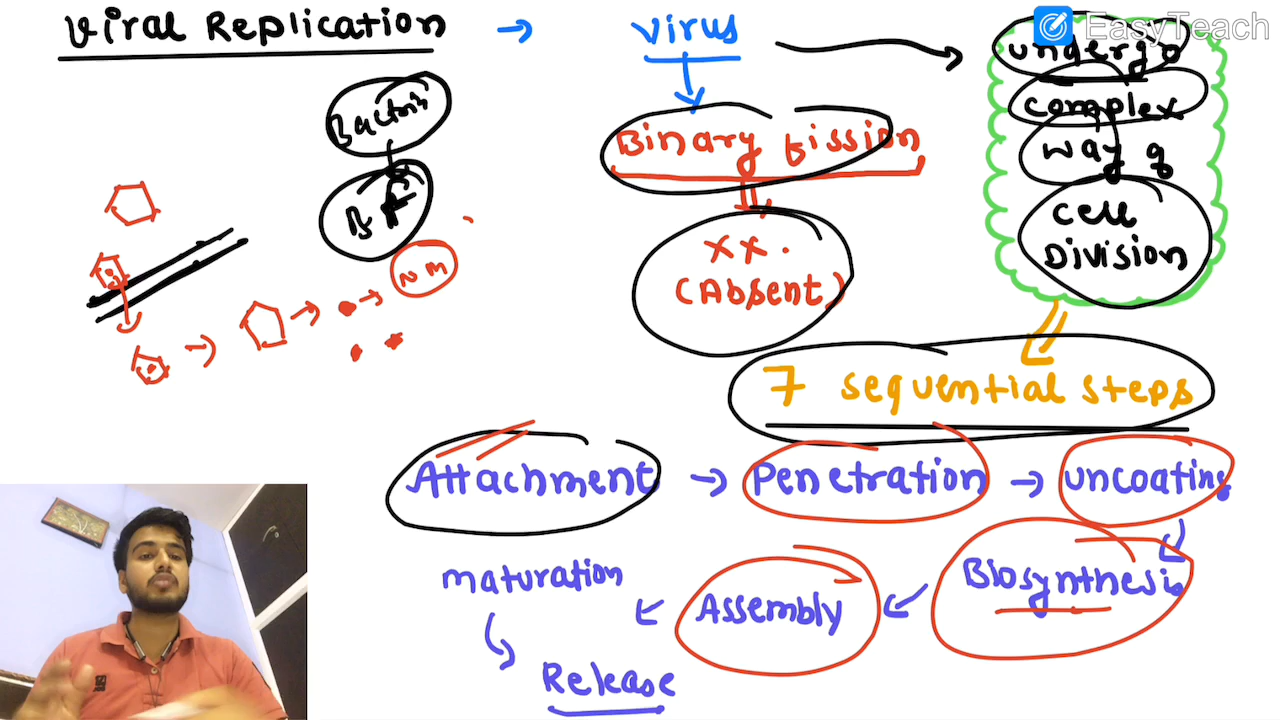 Viral Replication → virus
EasyTeach
undergo
complex
way of
cell
Division
Bacteria
Binary fission
XX.
(Absent)
NM
7 sequential steps
Attachment → Penetration → uncoating
Biosynthesis
Assembly
maturation
Release